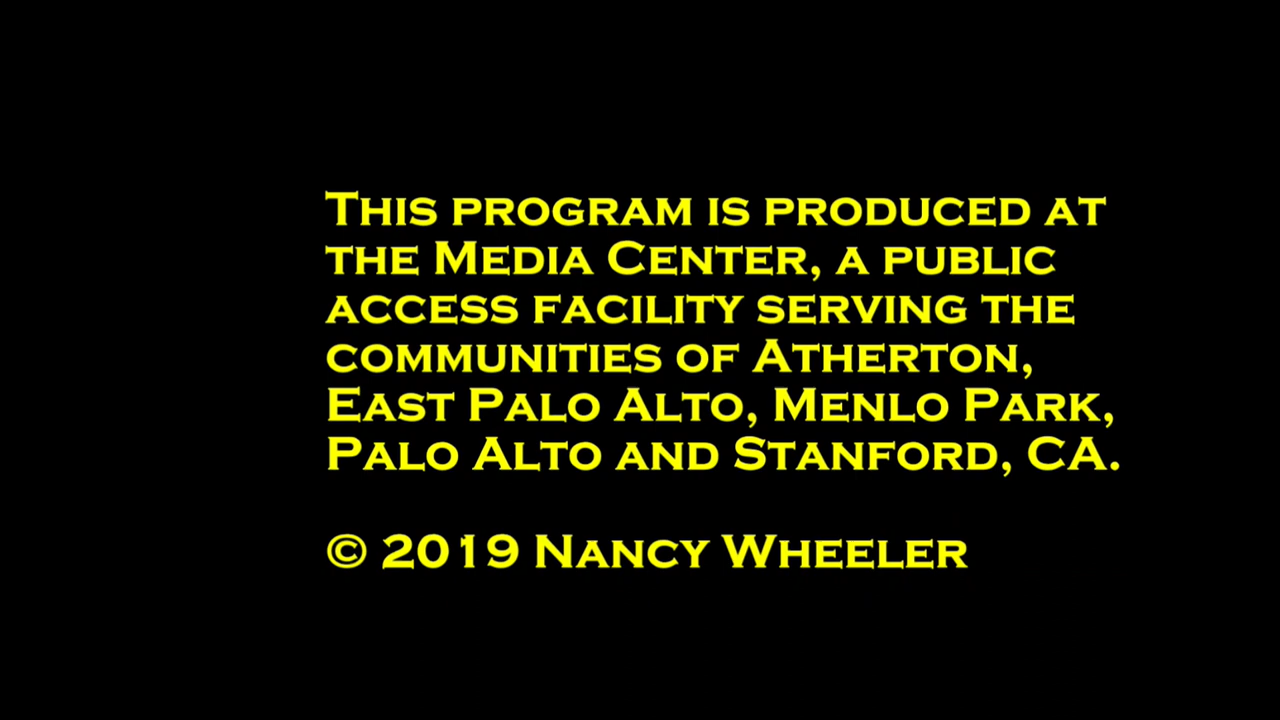 This program is produced at
the Media Center, a public
access facility serving the
communities of Atherton,
East Palo Alto, Menlo Park,
Palo Alto and Stanford, CA.
© 2019 Nancy Wheeler